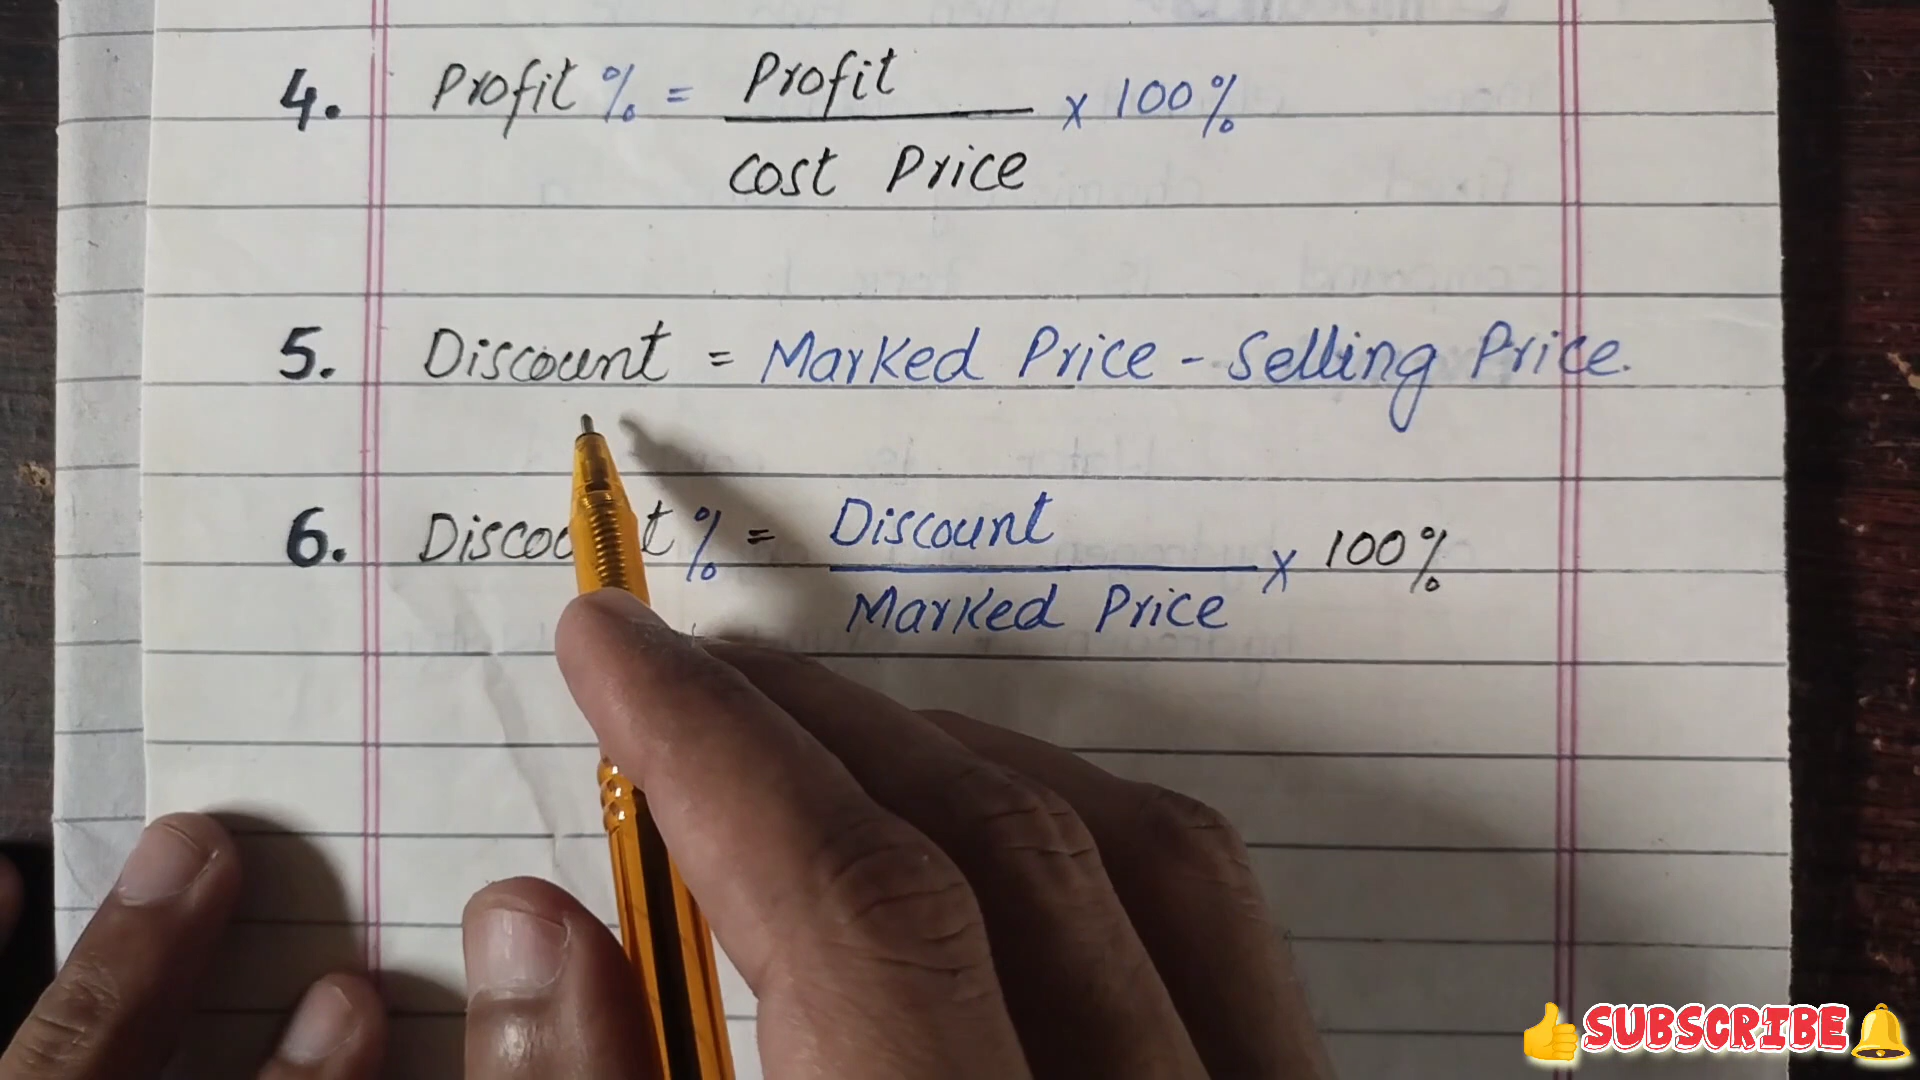 4. Profit % = Profit / Cost Price x 100%
5. Discount = Marked Price - Selling Price.
6. Discount % = Discount / Marked Price x 100%
SUBSCRIBE